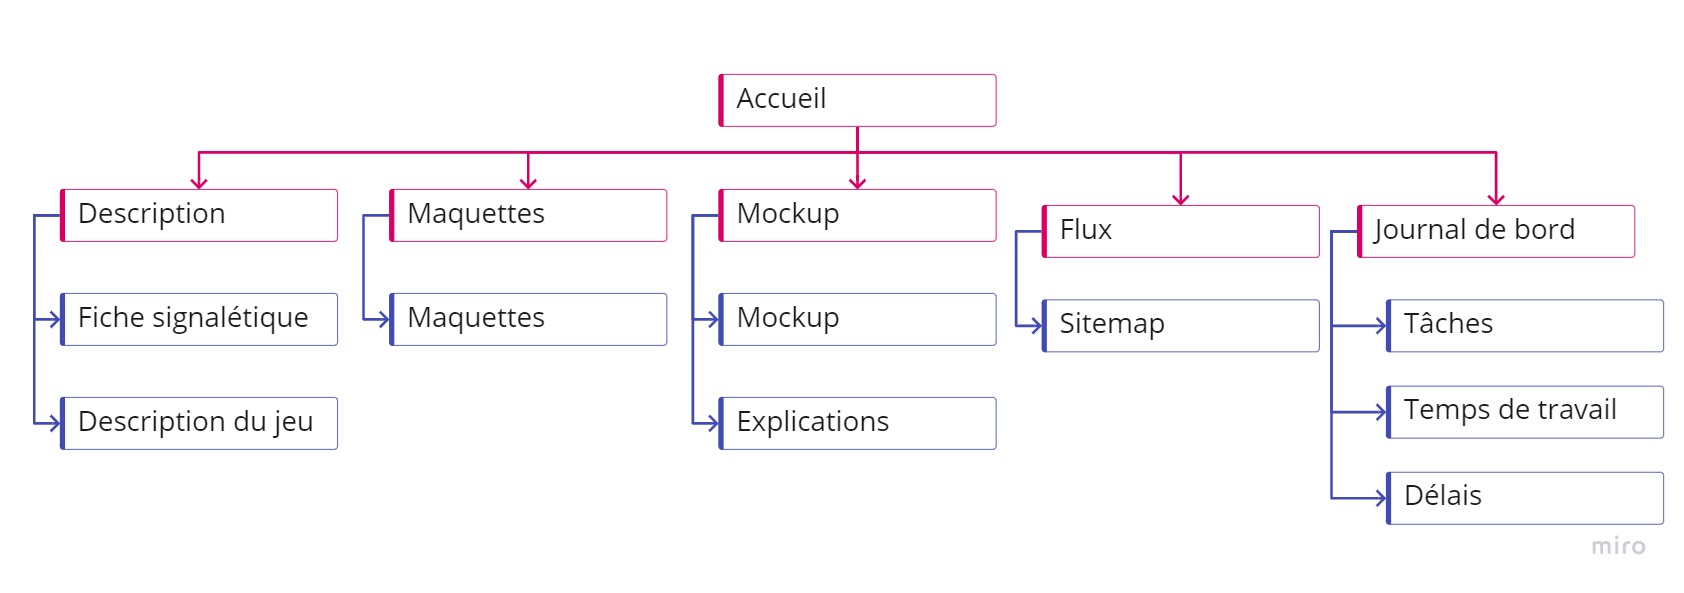 Accueil
Description
Maquettes
Mockup
Flux
Journal de bord
Fiche signalétique
Maquettes
Mockup
Sitemap
Tâches
Description du jeu
Explications
Temps de travail
Délais
miro